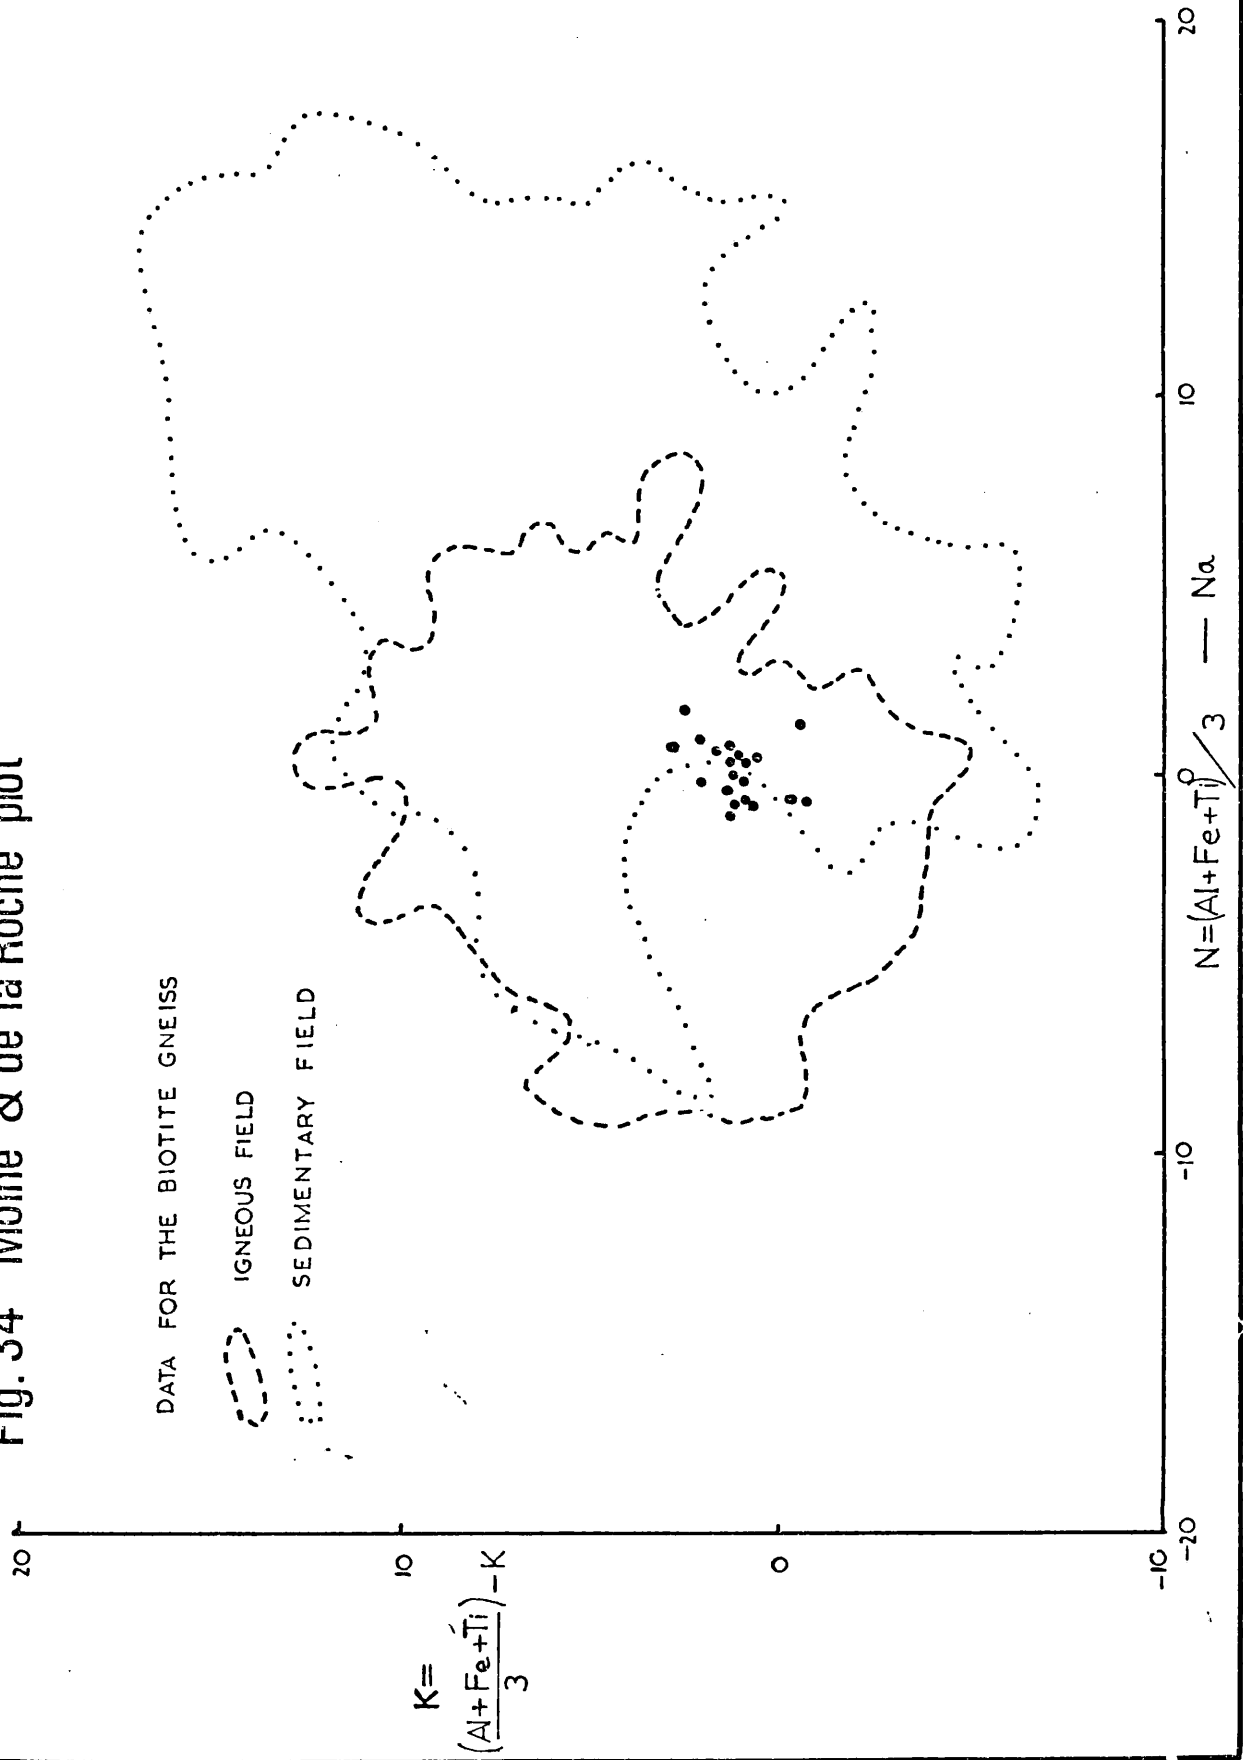 Fig. 34 Moine & de la Roche plot
DATA FOR THE BIOTITE GNEISS
IGNEOUS FIELD
SEDIMENTARY FIELD
20
10
0
-10
K=
(Al+Fe+Ti)
3
-K
-20
-10
0
10
20
N=(Al+Fe+Ti)/3 — Na